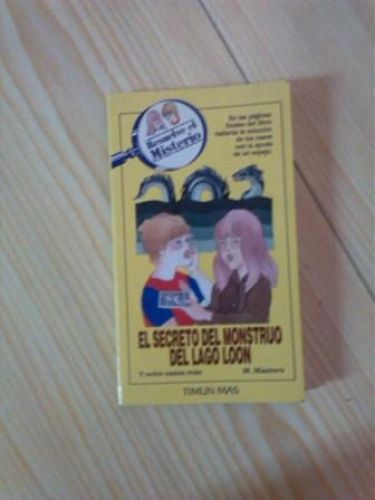 Resuelve el
Misterio
En las páginas
finales del libro
hallarás la solución
de los casos
con la ayuda
de un espejo.
EL SECRETO DEL MONSTRUO
DEL LAGO LOON
Y ocho casos más M. Masters
TIMUN MAS